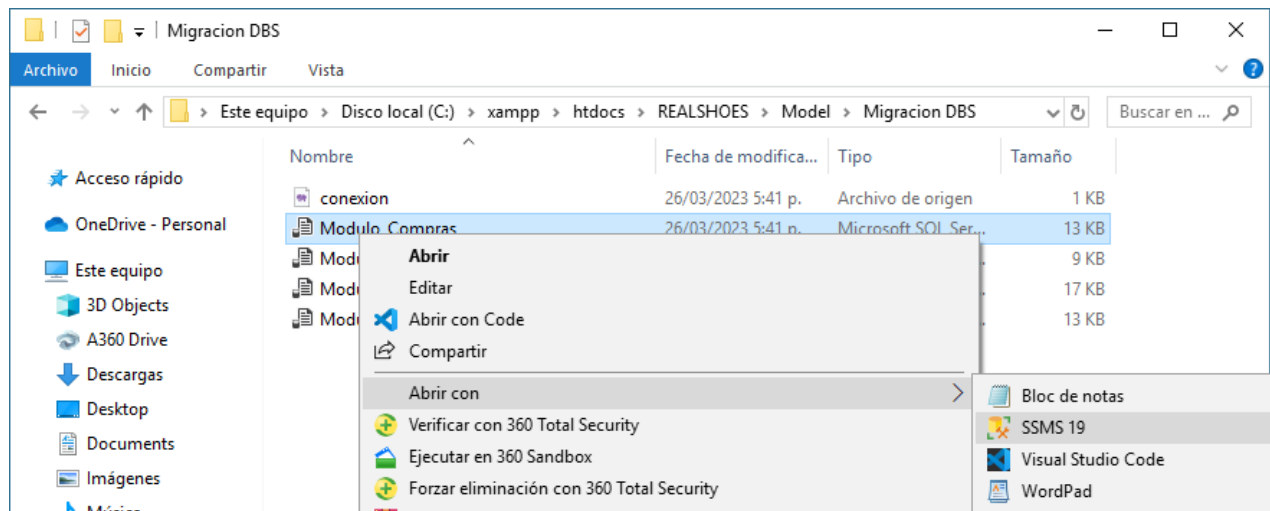 Migracion DBS
Archivo Inicio Compartir Vista
Este equipo > Disco local (C:) > xampp > htdocs > REALSHOES > Model > Migracion DBS Buscar en ...
Nombre Fecha de modifica... Tipo Tamaño
Acceso rápido
conexion 26/03/2023 5:41 p. Archivo de origen 1 KB
OneDrive - Personal
Modulo_Compras 26/03/2023 5:41 p. Microsoft SQL Ser... 13 KB
Abrir 9 KB
Este equipo
Editar 17 KB
3D Objects
Abrir con Code 13 KB
A360 Drive
Compartir
Descargas
Abrir con
Bloc de notas
Desktop
Verificar con 360 Total Security
SSMS 19
Documents
Ejecutar en 360 Sandbox
Visual Studio Code
Imágenes
Forzar eliminación con 360 Total Security
WordPad